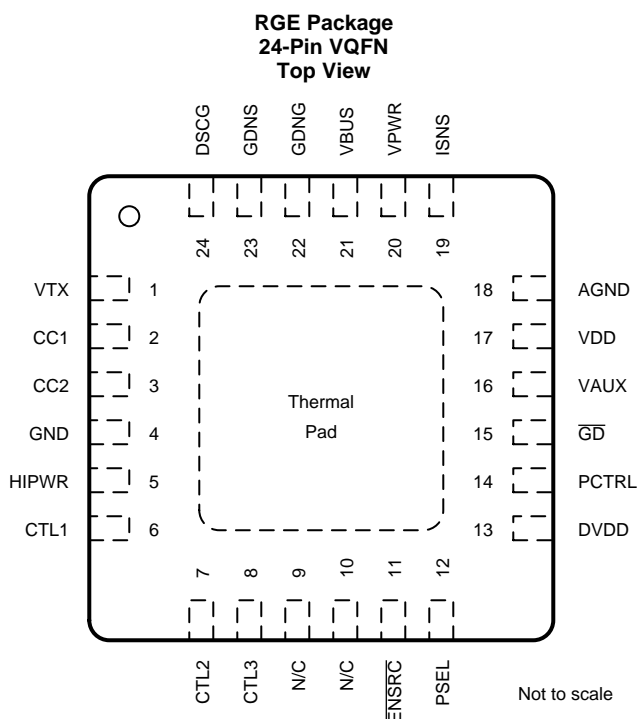 RGE Package
24-Pin VQFN
Top View
DSCG
GDNS
GDNG
VBUS
VPWR
ISNS
24
23
22
21
20
19
VTX 1
CC1 2
CC2 3
GND 4
HIPWR 5
CTL1 6
18 AGND
17 VDD
16 VAUX
15 GD
14 PCTRL
13 DVDD
Thermal
Pad
7
8
9
10
11
12
CTL2
CTL3
N/C
N/C
ENSRC
PSEL
Not to scale